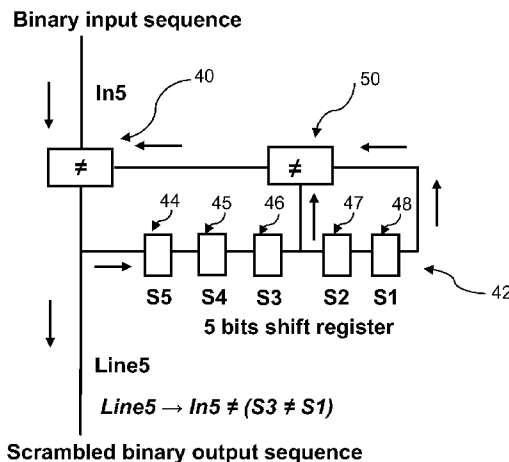 Binary input sequence
In5
40
50
≠
≠
44
45
46
47
48
S5
S4
S3
S2
S1
42
5 bits shift register
Line5
Line5 → In5 ≠ (S3 ≠ S1)
Scrambled binary output sequence